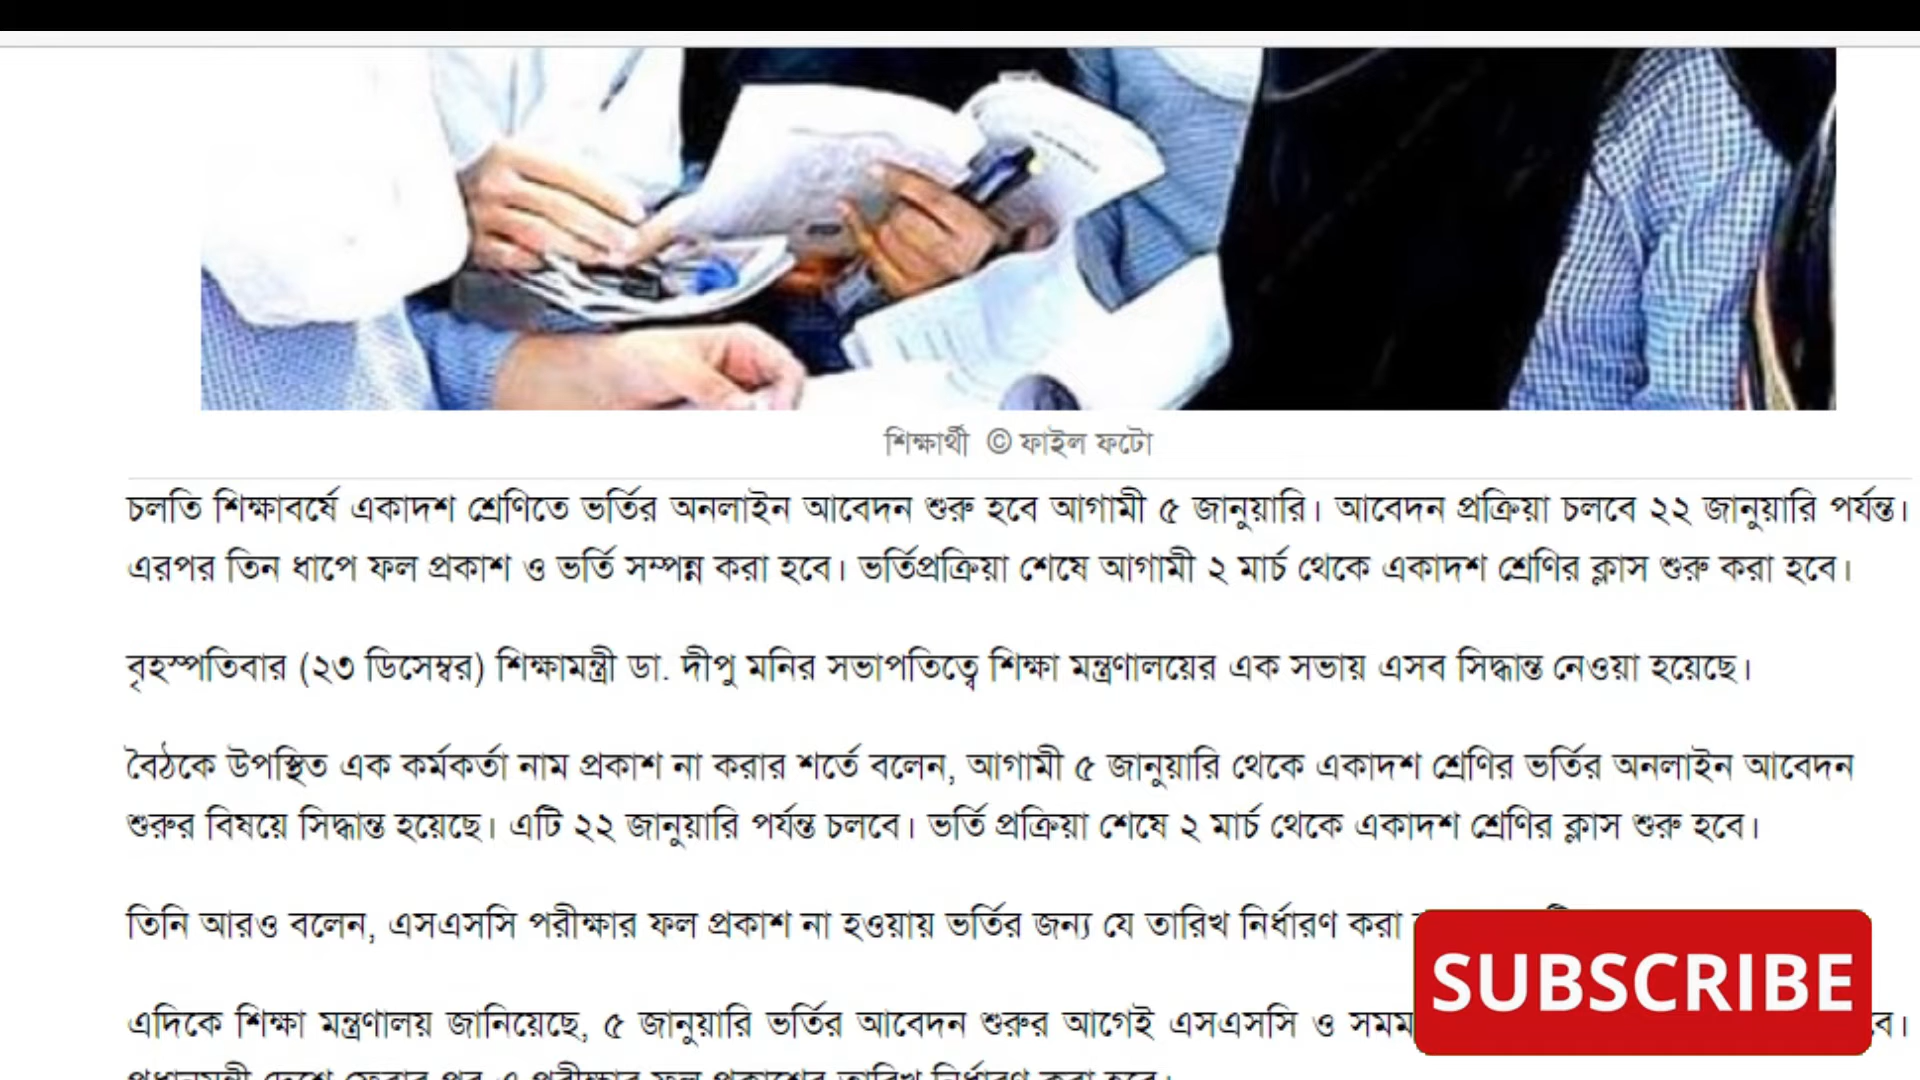 শিক্ষার্থী © ফাইল ফটো
চলতি শিক্ষাবর্ষে একাদশ শ্রেণিতে ভর্তির অনলাইন আবেদন শুরু হবে আগামী ৫ জানুয়ারি। আবেদন প্রক্রিয়া চলবে ২২ জানুয়ারি পর্যন্ত।
এরপর তিন ধাপে ফল প্রকাশ ও ভর্তি সম্পন্ন করা হবে। ভর্তিপ্রক্রিয়া শেষে আগামী ২ মার্চ থেকে একাদশ শ্রেণির ক্লাস শুরু করা হবে।
বৃহস্পতিবার (২৩ ডিসেম্বর) শিক্ষামন্ত্রী ডা. দীপু মনির সভাপতিত্বে শিক্ষা মন্ত্রণালয়ের এক সভায় এসব সিদ্ধান্ত নেওয়া হয়েছে।
বৈঠকে উপস্থিত এক কর্মকর্তা নাম প্রকাশ না করার শর্তে বলেন, আগামী ৫ জানুয়ারি থেকে একাদশ শ্রেণির ভর্তির অনলাইন আবেদন
শুরুর বিষয়ে সিদ্ধান্ত হয়েছে। এটি ২২ জানুয়ারি পর্যন্ত চলবে। ভর্তি প্রক্রিয়া শেষে ২ মার্চ থেকে একাদশ শ্রেণির ক্লাস শুরু হবে।
তিনি আরও বলেন, এসএসসি পরীক্ষার ফল প্রকাশ না হওয়ায় ভর্তির জন্য যে তারিখ নির্ধারণ করা
SUBSCRIBE
এদিকে শিক্ষা মন্ত্রণালয় জানিয়েছে, ৫ জানুয়ারি ভর্তির আবেদন শুরুর আগেই এসএসসি ও